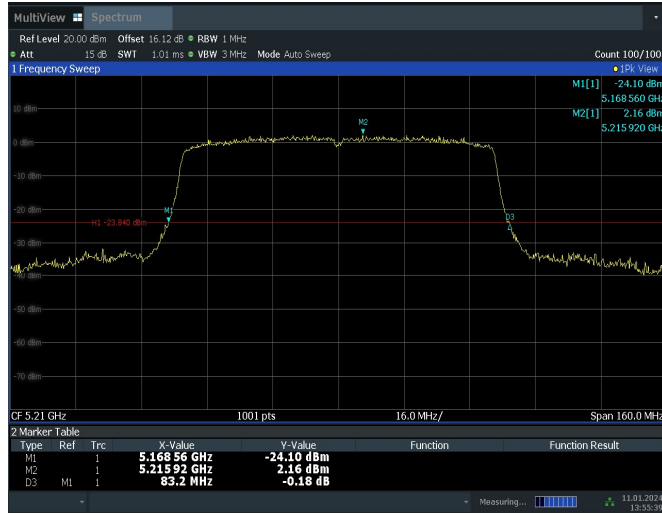 MultiView Spectrum
Ref Level 20.00 dBm Offset 16.12 dB RBW 1 MHz
Att 15 dB SWT 1.01 ms VBW 3 MHz Mode Auto Sweep Count 100/100
1 Frequency Sweep 1Pk View
M1[1] -24.10 dBm
5.168 560 GHz
M2[1] 2.16 dBm
5.215 920 GHz
10 dBm
M2
0 dBm
-10 dBm
-20 dBm
M1
H1 -23.840 dBm
D3
-30 dBm
-40 dBm
-50 dBm
-60 dBm
-70 dBm
CF 5.21 GHz 1001 pts 16.0 MHz/ Span 160.0 MHz
2 Marker Table
Type Ref Trc X-Value Y-Value Function Function Result
M1 1 5.168 56 GHz -24.10 dBm
M2 1 5.215 92 GHz 2.16 dBm
D3 M1 1 83.2 MHz -0.18 dB
Measuring... 11.01.2024
13:55:39